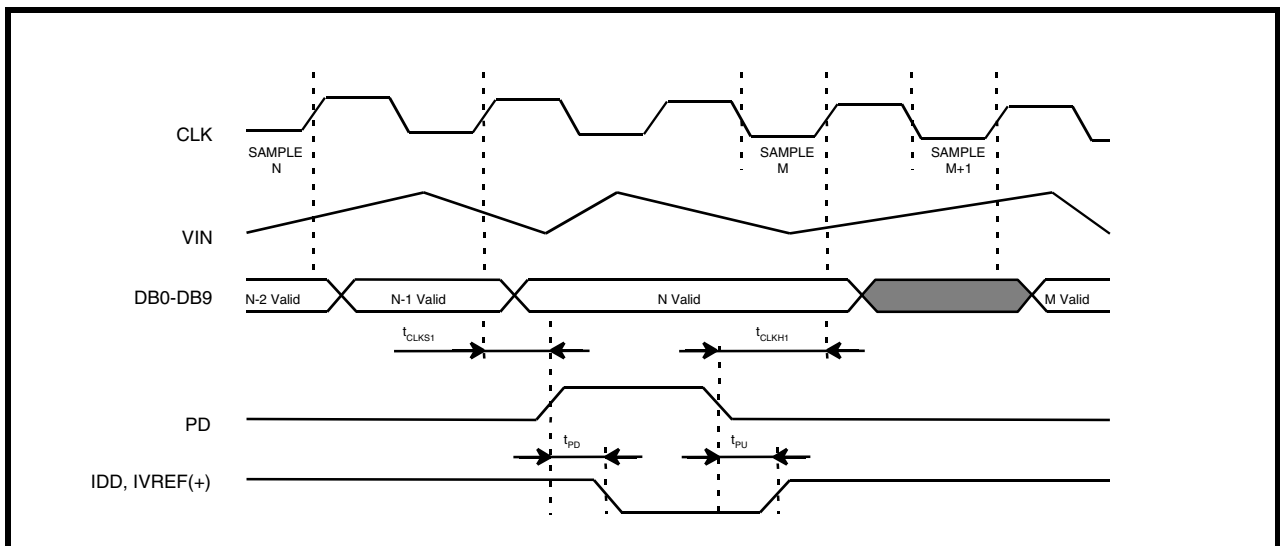 CLK
SAMPLE
N
SAMPLE
M
SAMPLE
M+1
VIN
DB0-DB9
N-2 Valid
N-1 Valid
N Valid
M Valid
tCLKS1
tCLKH1
PD
tPD
tPU
IDD, IVREF(+)